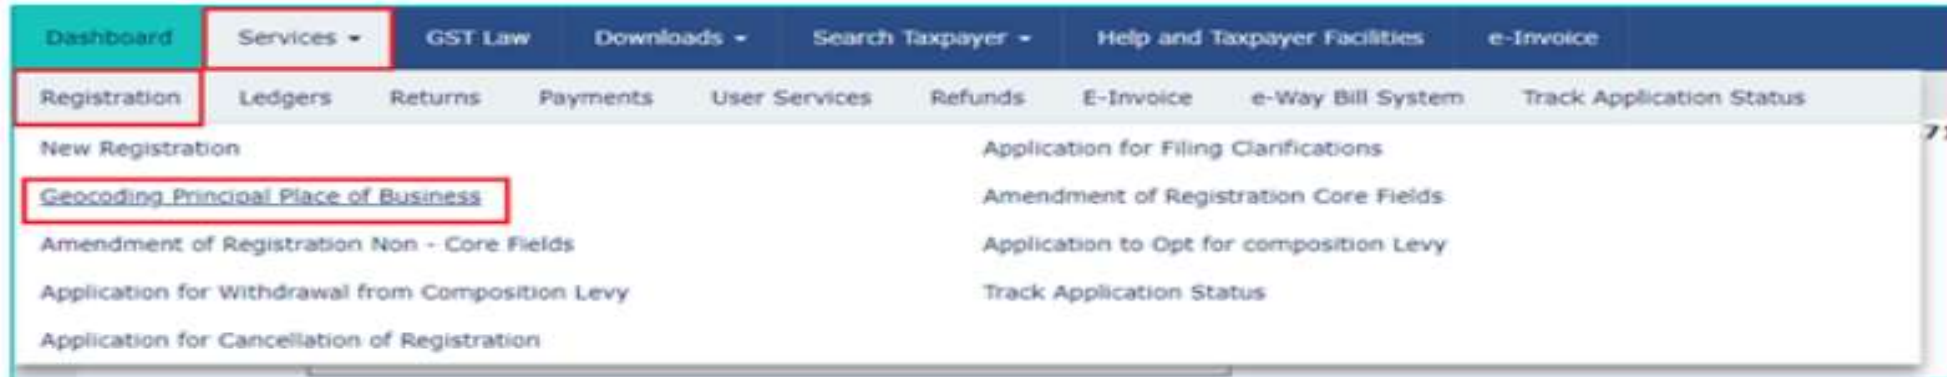 Dashboard Services GST Law Downloads Search Taxpayer Help and Taxpayer Facilities e-Invoice
Registration Ledgers Returns Payments User Services Refunds E-Invoice e-Way Bill System Track Application Status
New Registration Application for Filing Clarifications
Geocoding Principal Place of Business Amendment of Registration Core Fields
Amendment of Registration Non - Core Fields Application to Opt for composition Levy
Application for Withdrawal from Composition Levy Track Application Status
Application for Cancellation of Registration